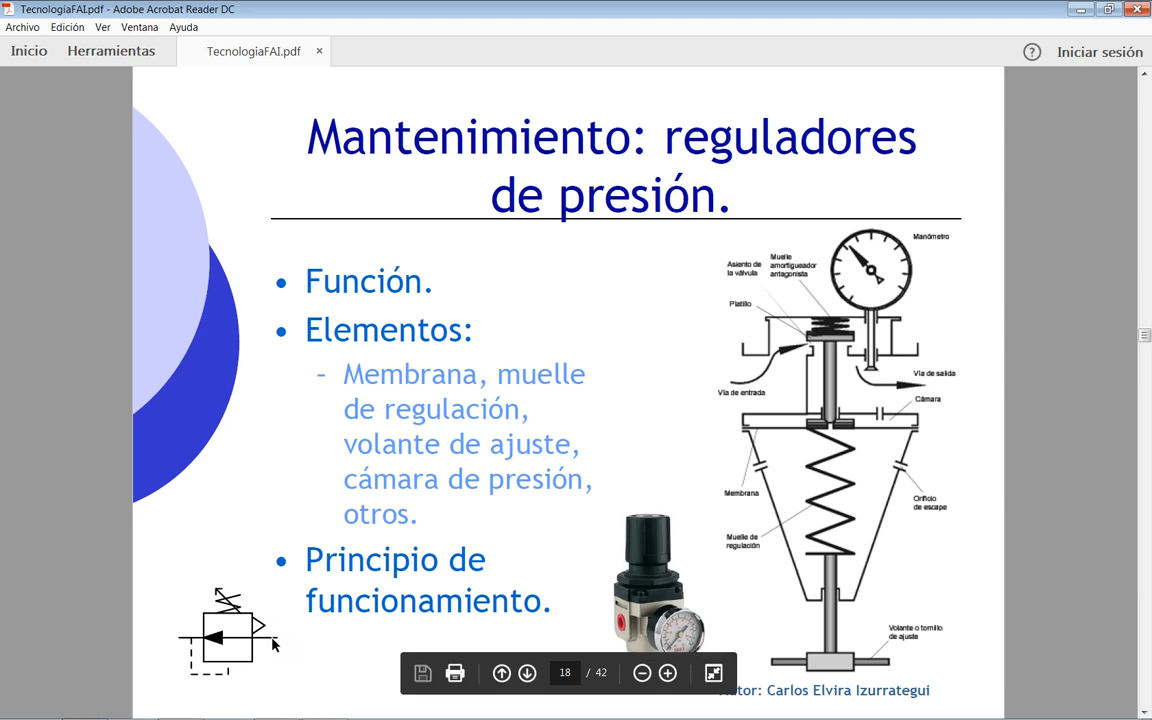 TecnologiaFAI.pdf - Adobe Acrobat Reader DC
Archivo Edición Ver Ventana Ayuda
Inicio Herramientas TecnologiaFAI.pdf × ? Iniciar sesión
Mantenimiento: reguladores
de presión.
• Función.
• Elementos:
– Membrana, muelle
de regulación,
volante de ajuste,
cámara de presión,
otros.
• Principio de
funcionamiento.
Manómetro
Asiento de
la válvula
Muelle
amortigueador
antagonista
Platillo
Vía de entrada
Vía de salida
Cámara
Membrana
Orificio
de escape
Muelle de
regulación
Volante o tornillo
de ajuste
18 / 42
Autor: Carlos Elvira Izurrategui